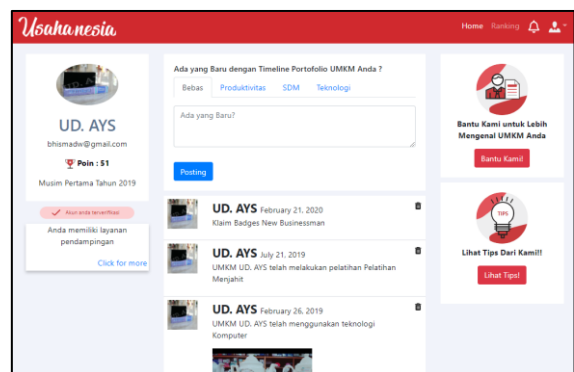 Usahanesia
Home Ranking
UD. AYS
bhismadw@gmail.com
Poin : 51
Musim Pertama Tahun 2019
Akun anda terverifikasi
Anda memiliki layanan
pendampingan
Click for more
Ada yang Baru dengan Timeline Portofolio UMKM Anda ?
Bebas Produktivitas SDM Teknologi
Ada yang Baru?
Posting
UD. AYS February 21, 2020
Klaim Badges New Businessman
UD. AYS July 21, 2019
UMKM UD. AYS telah melakukan pelatihan Pelatihan
Menjahit
UD. AYS February 26, 2019
UMKM UD. AYS telah menggunakan teknologi
Komputer
Bantu Kami untuk Lebih
Mengenal UMKM Anda
Bantu Kami!
TIPS
Lihat Tips Dari Kami!!
Lihat Tips!